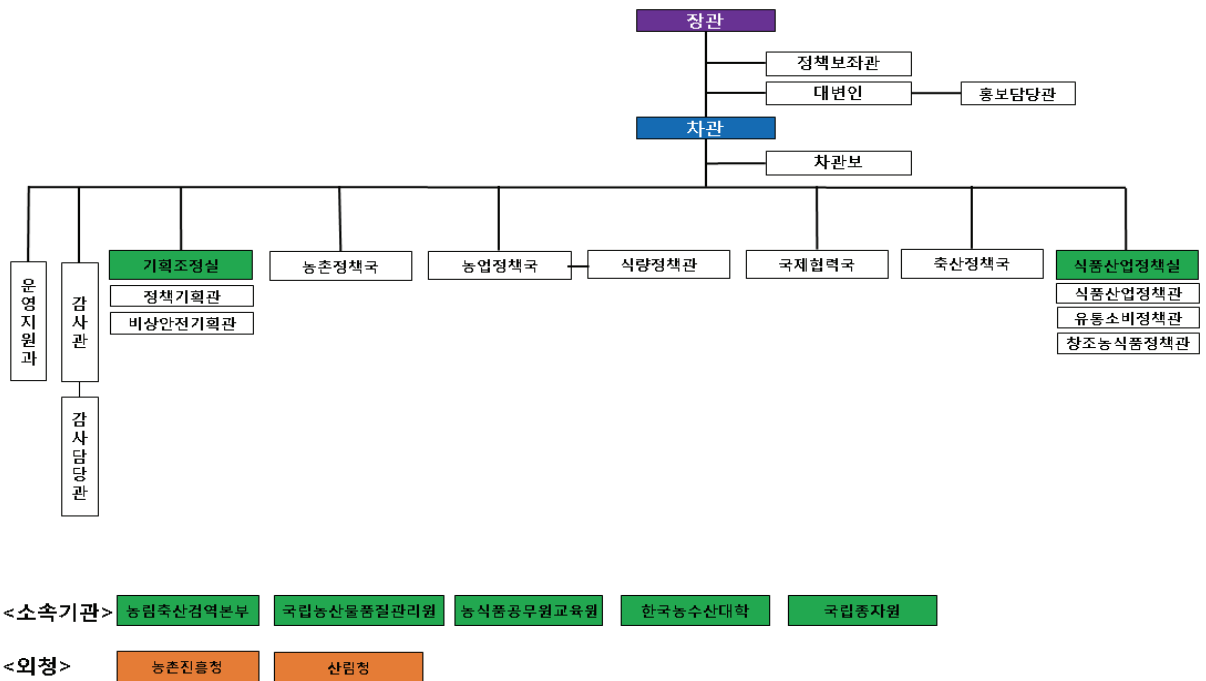 장관
정책보좌관
대변인
홍보담당관
차관
차관보
운영지원과
감사관
감사담당관
기획조정실
정책기획관
비상안전기획관
농촌정책국
농업정책국
식량정책관
국제협력국
축산정책국
식품산업정책실
식품산업정책관
유통소비정책관
창조농식품정책관
<소속기관> 농림축산검역본부 국립농산물품질관리원 농식품공무원교육원 한국농수산대학 국립종자원
<외청> 농촌진흥청 산림청